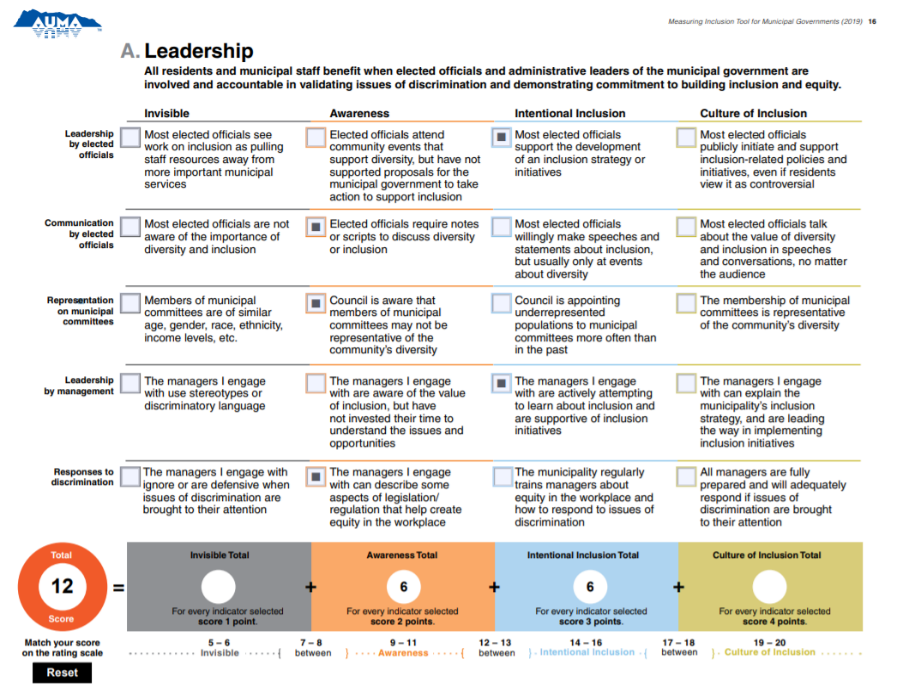 AUMA
Measuring Inclusion Tool for Municipal Governments (2019) 16
A. Leadership
All residents and municipal staff benefit when elected officials and administrative leaders of the municipal government are
involved and accountable in validating issues of discrimination and demonstrating commitment to building inclusion and equity.
Invisible
Awareness
Intentional Inclusion
Culture of Inclusion
Leadership
by elected
officials
Most elected officials see
work on inclusion as pulling
staff resources away from
more important municipal
services
Elected officials attend
community events that
support diversity, but have not
supported proposals for the
municipal government to take
action to support inclusion
Most elected officials
support the development
of an inclusion strategy or
initiatives
Most elected officials
publicly initiate and support
inclusion-related policies and
initiatives, even if residents
view it as controversial
Communication
by elected
officials
Most elected officials are not
aware of the importance of
diversity and inclusion
Elected officials require notes
or scripts to discuss diversity
or inclusion
Most elected officials
willingly make speeches and
statements about inclusion,
but usually only at events
about diversity
Most elected officials talk
about the value of diversity
and inclusion in speeches
and conversations, no matter
the audience
Representation
on municipal
committees
Members of municipal
committees are of similar
age, gender, race, ethnicity,
income levels, etc.
Council is aware that
members of municipal
committees may not be
representative of the
community's diversity
Council is appointing
underrepresented
populations to municipal
committees more often than
in the past
The membership of municipal
committees is representative
of the community's diversity
Leadership
by management
The managers I engage
with use stereotypes or
discriminatory language
The managers I engage
with are aware of the value
of inclusion, but have
not invested their time to
understand the issues and
opportunities
The managers I engage
with are actively attempting
to learn about inclusion and
are supportive of inclusion
initiatives
The managers I engage
with can explain the
municipality's inclusion
strategy, and are leading
the way in implementing
inclusion initiatives
Responses to
discrimination
The managers I engage with
ignore or are defensive when
issues of discrimination are
brought to their attention
The managers I engage
with can describe some
aspects of legislation/
regulation that help create
equity in the workplace
The municipality regularly
trains managers about
equity in the workplace and
how to respond to issues of
discrimination
All managers are fully
prepared and will adequately
respond if issues of
discrimination are brought
to their attention
Total
12
Score
=
Invisible Total
For every indicator selected
score 1 point.
+
Awareness Total
6
For every indicator selected
score 2 points.
+
Intentional Inclusion Total
6
For every indicator selected
score 3 points.
+
Culture of Inclusion Total
For every indicator selected
score 4 points.
Match your score
on the rating scale
5 – 6
Invisible
7 – 8
between
9 – 11
Awareness
12 – 13
between
14 – 16
Intentional Inclusion
17 – 18
between
19 – 20
Culture of Inclusion
Reset